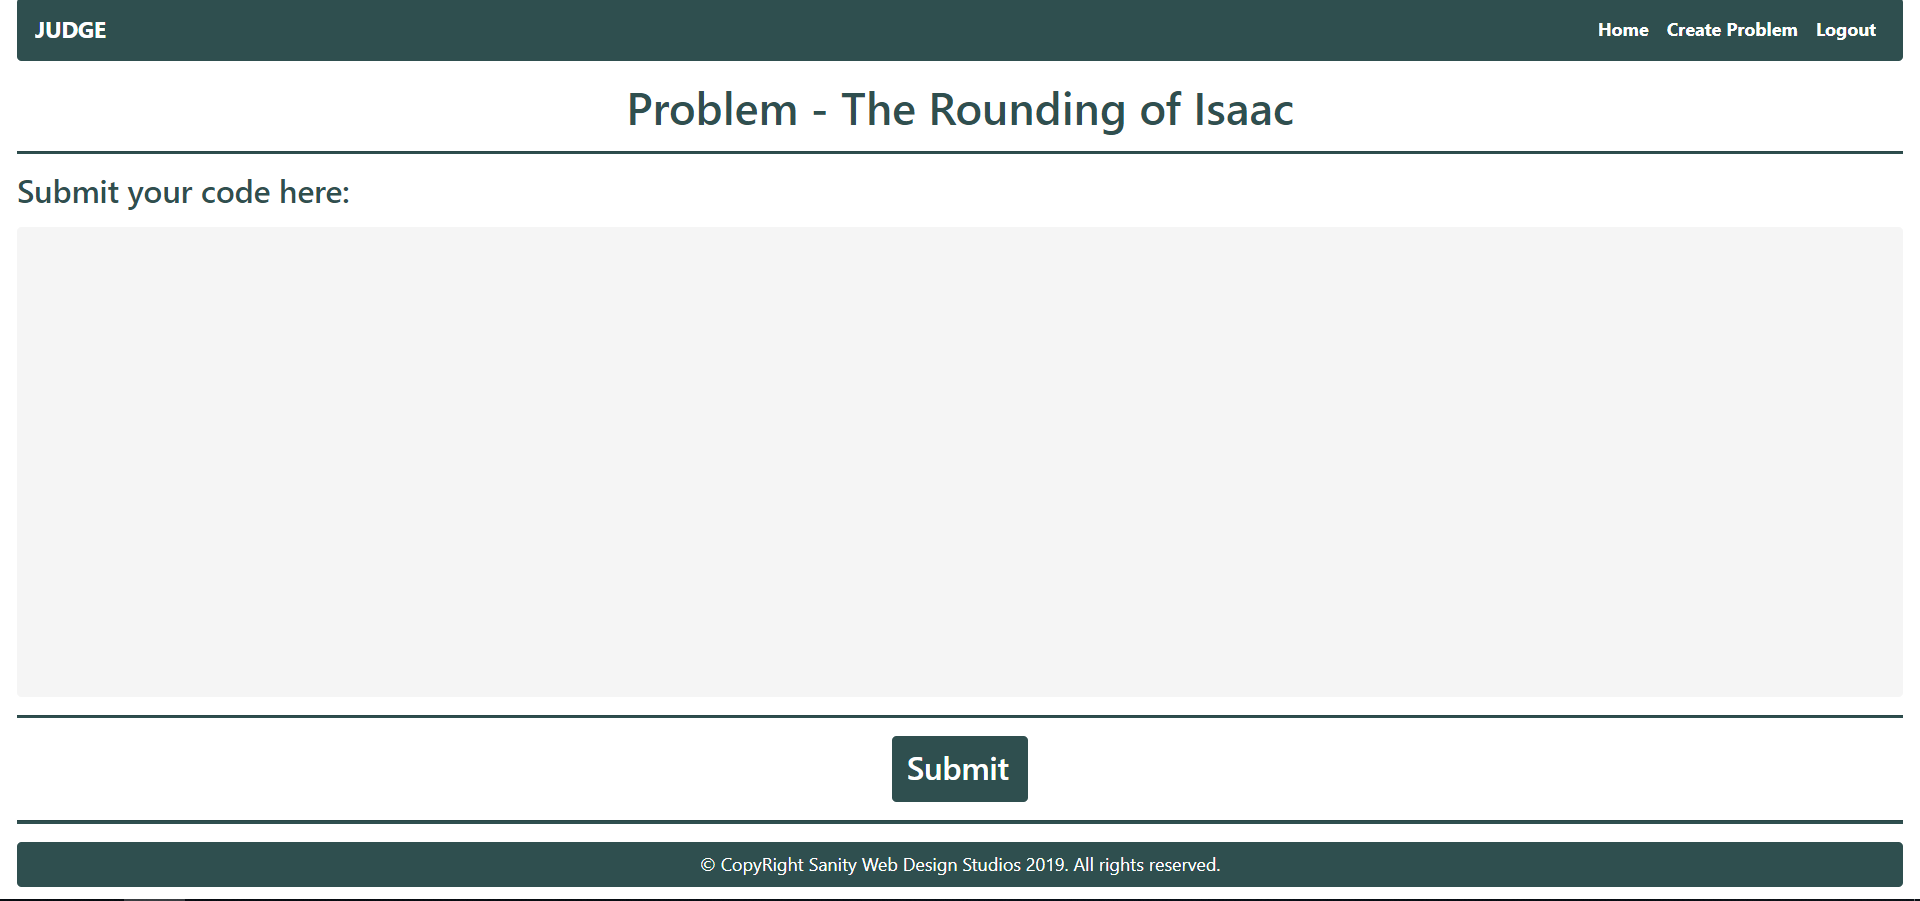 JUDGE Home Create Problem Logout
Problem - The Rounding of Isaac
Submit your code here:
Submit
© CopyRight Sanity Web Design Studios 2019. All rights reserved.